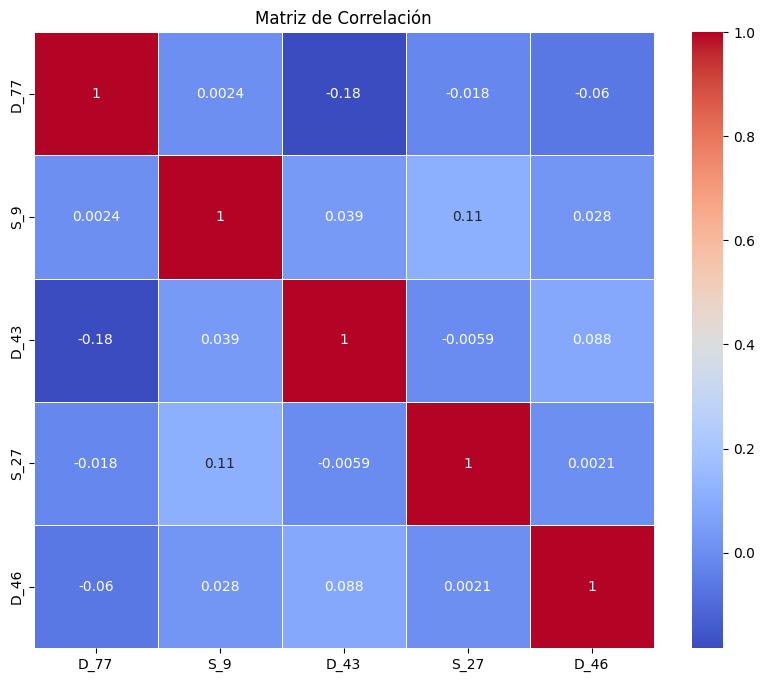 Matriz de Correlación
D_77 1 0.0024 -0.18 -0.018 -0.06
S_9 0.0024 1 0.039 0.11 0.028
D_43 -0.18 0.039 1 -0.0059 0.088
S_27 -0.018 0.11 -0.0059 1 0.0021
D_46 -0.06 0.028 0.088 0.0021 1
D_77 S_9 D_43 S_27 D_46
1.0
0.8
0.6
0.4
0.2
0.0